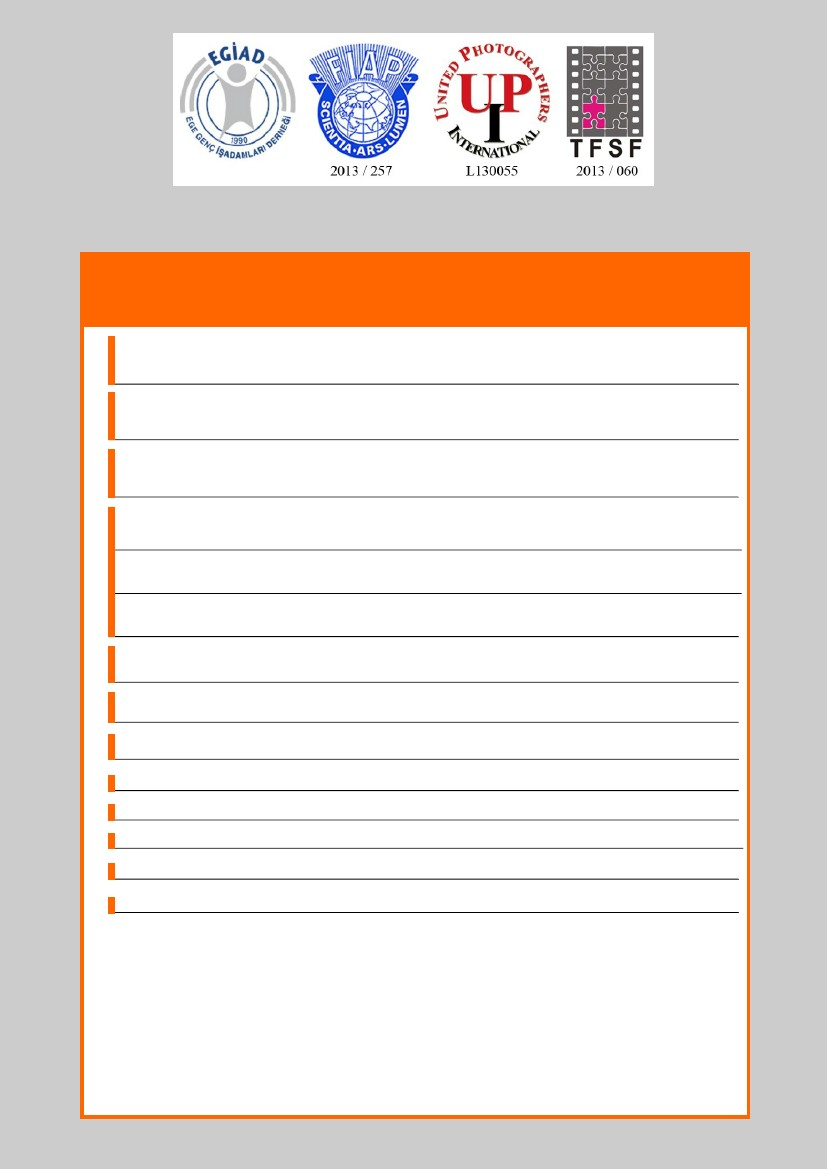 EGİAD
EGE GENÇ İŞADAMLARI DERNEĞİ
1990
FIAP
SCIENTIA·ARS·LUMEN
2013 / 257
UNITED PHOTOGRAPHERS
UPI
INTERNATIONAL
L130055
TFSF
2013 / 060